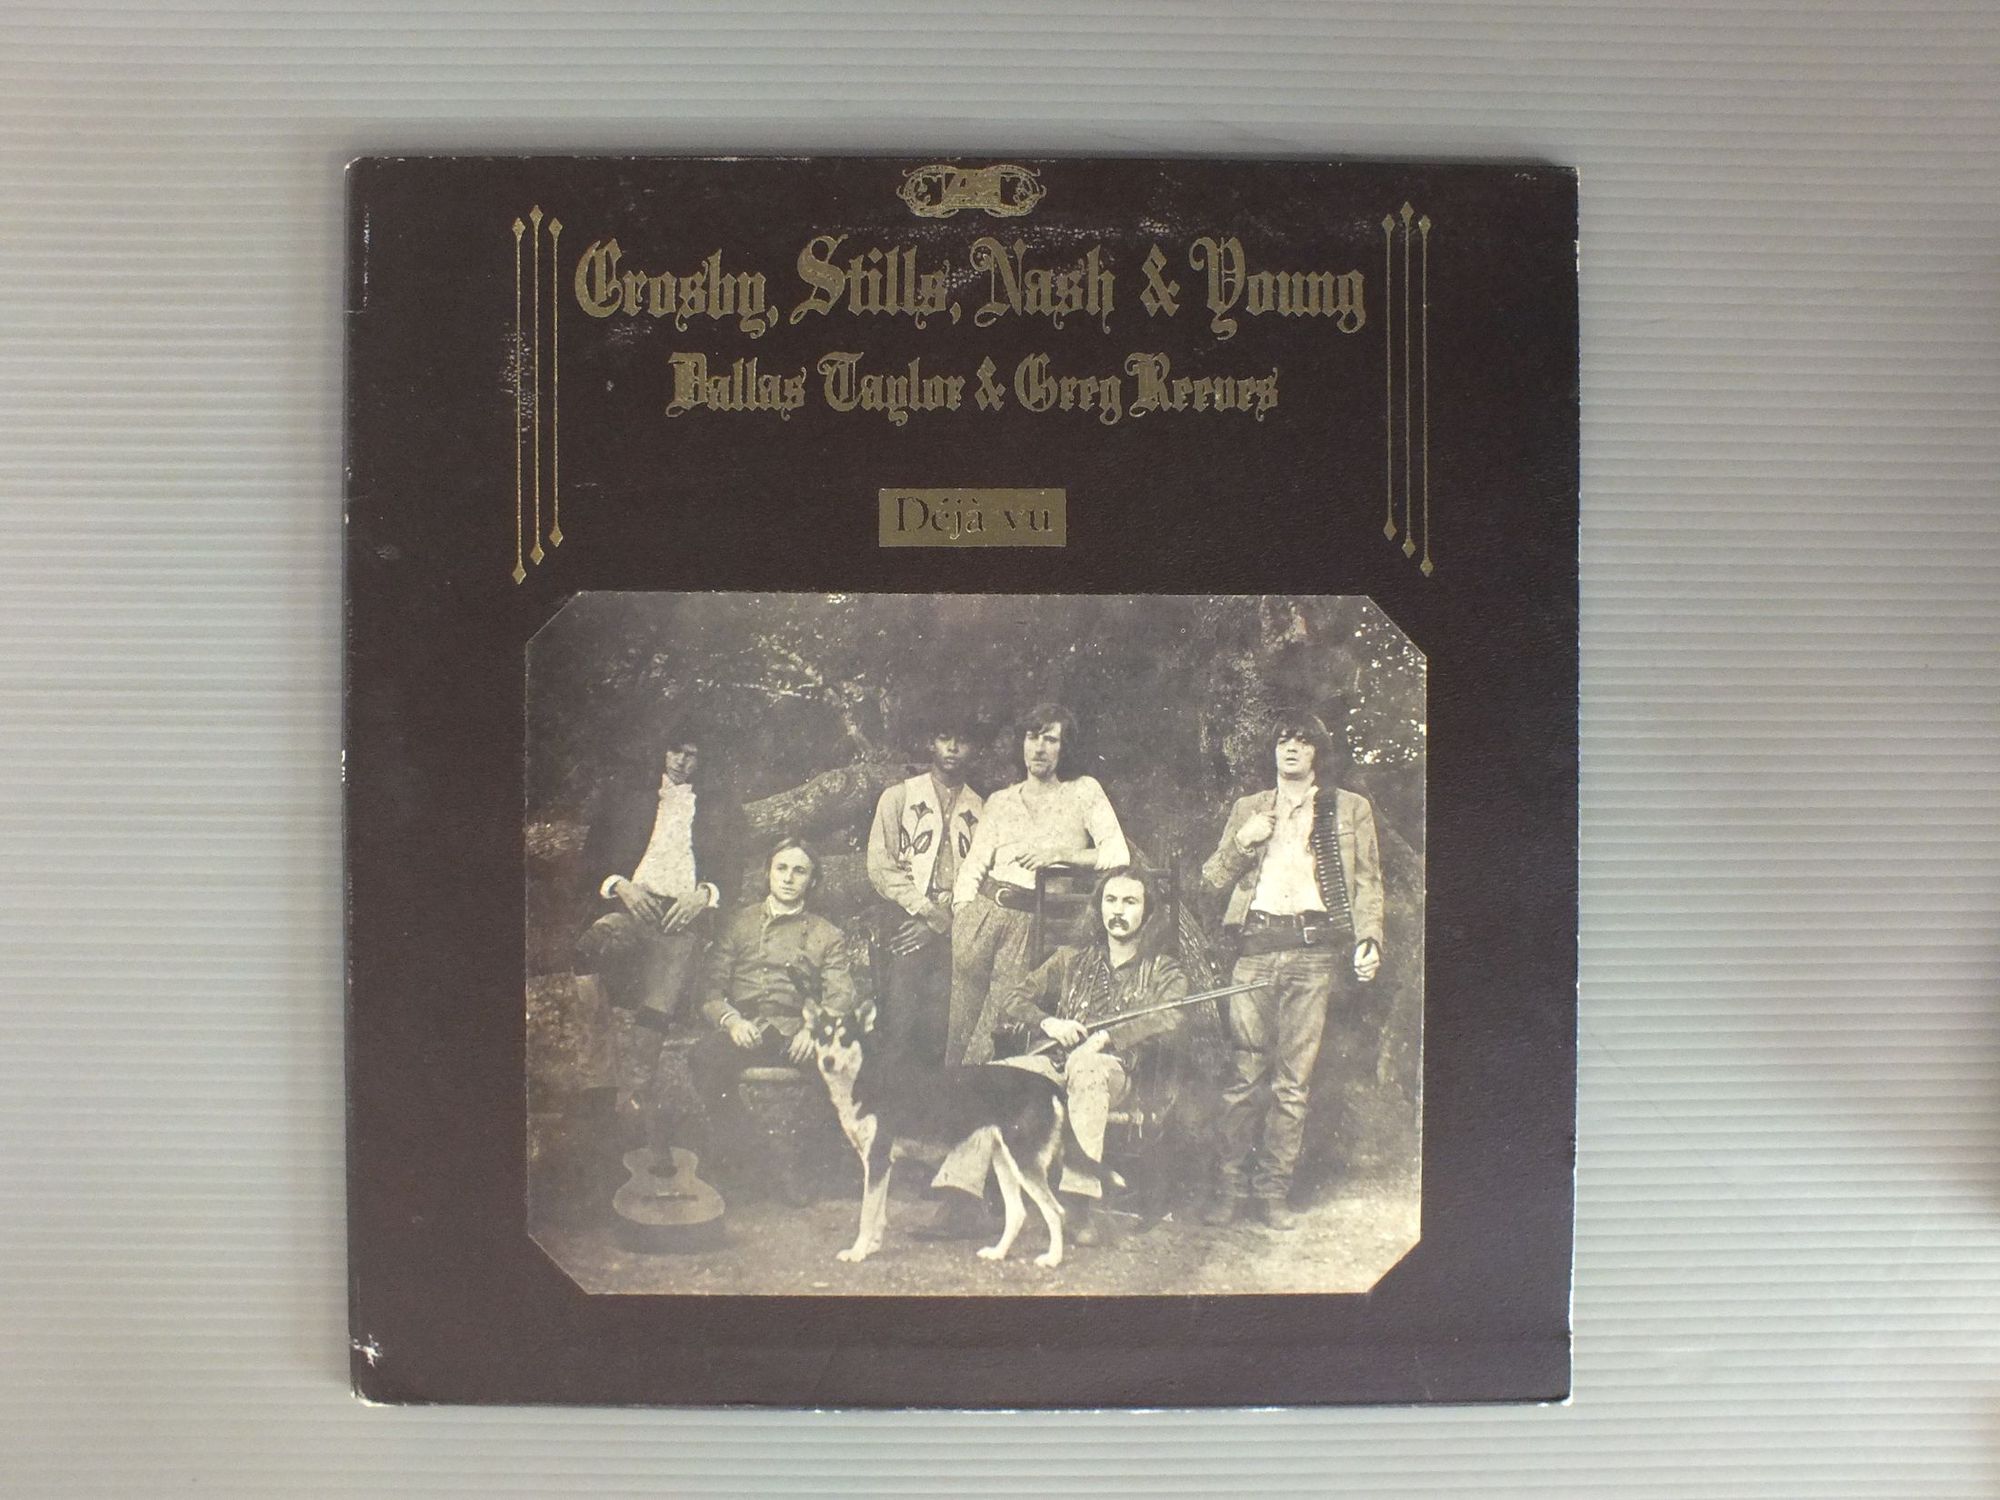 Crosby, Stills, Nash & Young
Dallas Taylor & Greg Reeves
Déjà vu